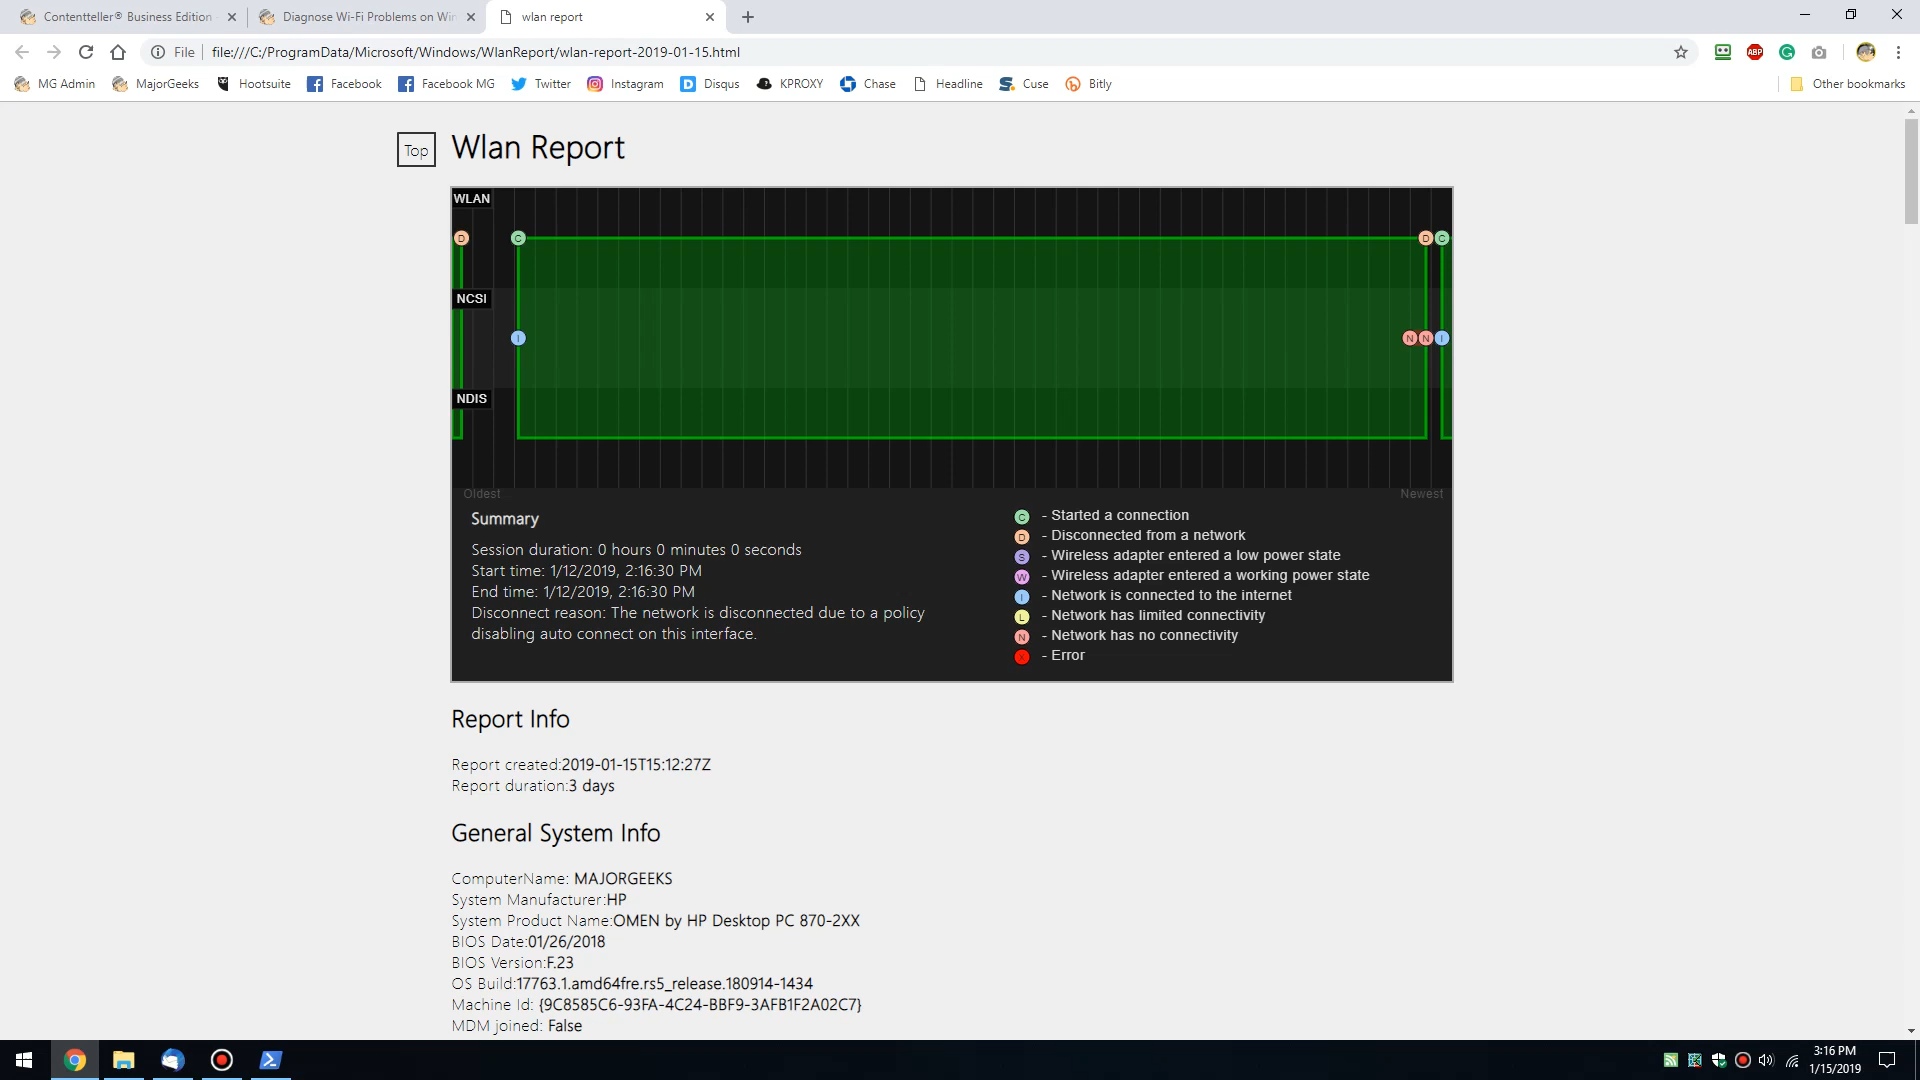 Contentteller® Business Edition
Diagnose Wi-Fi Problems on Win
wlan report
File
file:///C:/ProgramData/Microsoft/Windows/WlanReport/wlan-report-2019-01-15.html
ABP
MG Admin
MajorGeeks
Hootsuite
Facebook
Facebook MG
Twitter
Instagram
Disqus
KPROXY
Chase
Headline
Cuse
Bitly
Other bookmarks
Top
Wlan Report
WLAN
D
C
D
C
NCSI
I
N
N
I
NDIS
Oldest
Newest
Summary
Session duration: 0 hours 0 minutes 0 seconds
Start time: 1/12/2019, 2:16:30 PM
End time: 1/12/2019, 2:16:30 PM
Disconnect reason: The network is disconnected due to a policy
disabling auto connect on this interface.
C - Started a connection
D - Disconnected from a network
S - Wireless adapter entered a low power state
W - Wireless adapter entered a working power state
I - Network is connected to the internet
L - Network has limited connectivity
N - Network has no connectivity
- Error
Report Info
Report created:2019-01-15T15:12:27Z
Report duration:3 days
General System Info
ComputerName: MAJORGEEKS
System Manufacturer:HP
System Product Name:OMEN by HP Desktop PC 870-2XX
BIOS Date:01/26/2018
BIOS Version:F.23
OS Build:17763.1.amd64fre.rs5_release.180914-1434
Machine Id: {9C8585C6-93FA-4C24-BBF9-3AFB1F2A02C7}
MDM joined: False
3:16 PM
1/15/2019